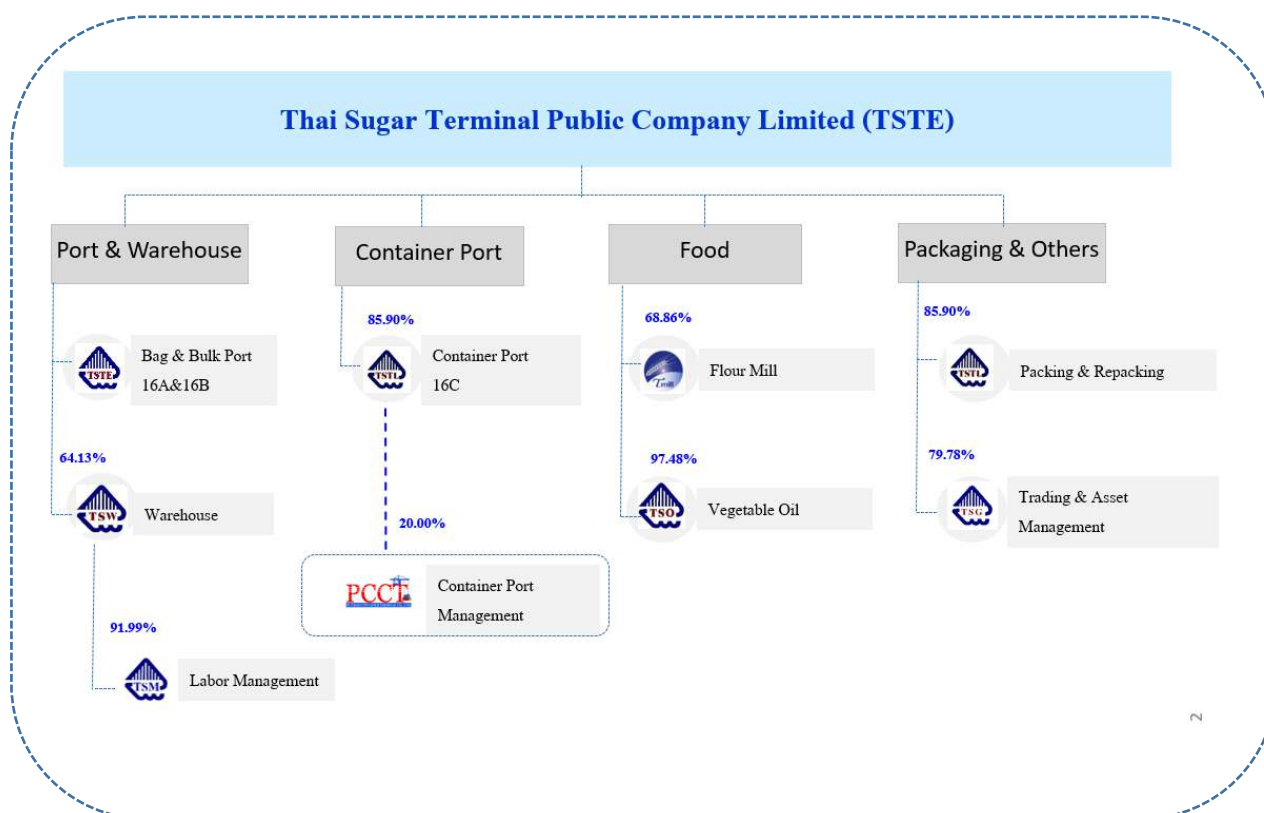 Thai Sugar Terminal Public Company Limited (TSTE)
Port & Warehouse
Container Port
Food
Packaging & Others
TSTE
Bag & Bulk Port
16A&16B
64.13%
TSW
Warehouse
91.99%
TSM
Labor Management
85.90%
TSTL
Container Port
16C
20.00%
PCCT
Container Port
Management
68.86%
Tmill
Flour Mill
97.48%
TSO
Vegetable Oil
85.90%
TSTL
Packing & Repacking
79.78%
TSG
Trading & Asset
Management
2